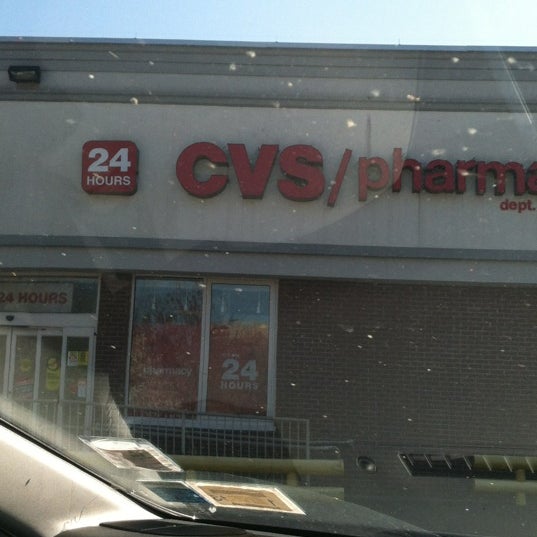 24
HOURS
CVS/pharma
dept.
24 HOURS
pharmacy
24
HOURS